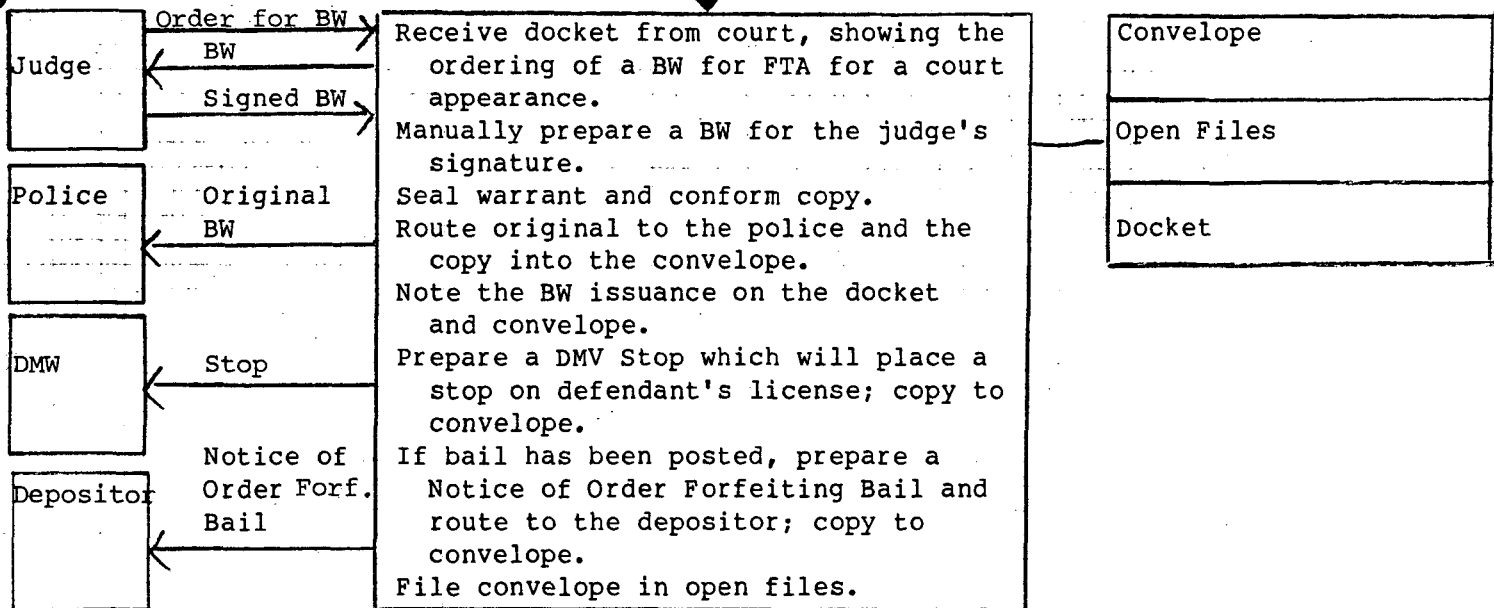 Judge
Order for BW
BW
Signed BW
Police
Original
BW
DMW
Stop
Depositor
Notice of
Order Forf.
Bail
Receive docket from court, showing the
ordering of a BW for FTA for a court
appearance.
Manually prepare a BW for the judge's
signature.
Seal warrant and conform copy.
Route original to the police and the
copy into the convelope.
Note the BW issuance on the docket
and convelope.
Prepare a DMV Stop which will place a
stop on defendant's license; copy to
convelope.
If bail has been posted, prepare a
Notice of Order Forfeiting Bail and
route to the depositor; copy to
convelope.
File convelope in open files.
Convelope
Open Files
Docket